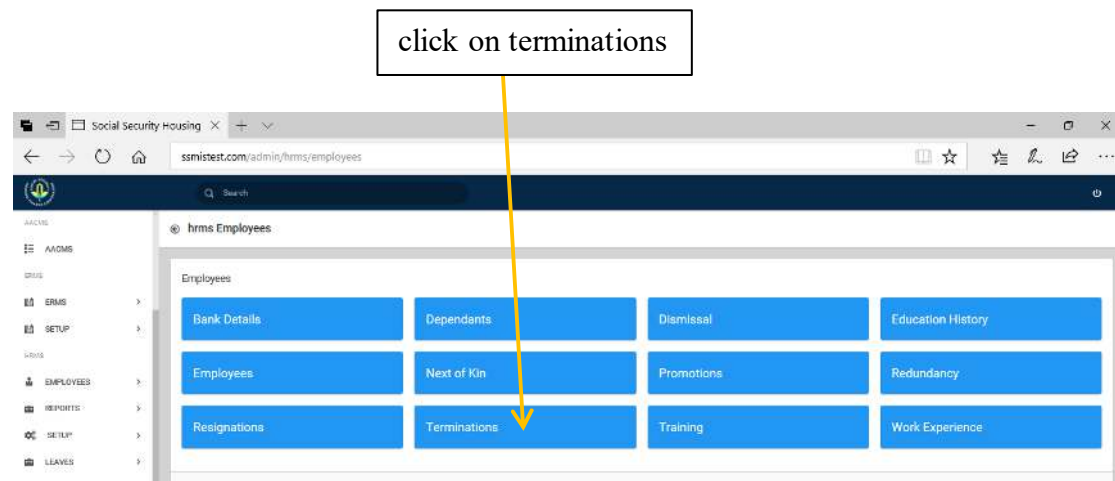 click on terminations
Social Security Housing
ssmistest.com/admin/hrms/employees
Search
AACMS
hrms Employees
AACMS
ERMS
Employees
ERMS
Bank Details Dependants Dismissal Education History
SETUP
HRMS
Employees Next of Kin Promotions Redundancy
EMPLOYEES
REPORTS
Resignations Terminations Training Work Experience
SETUP
LEAVES